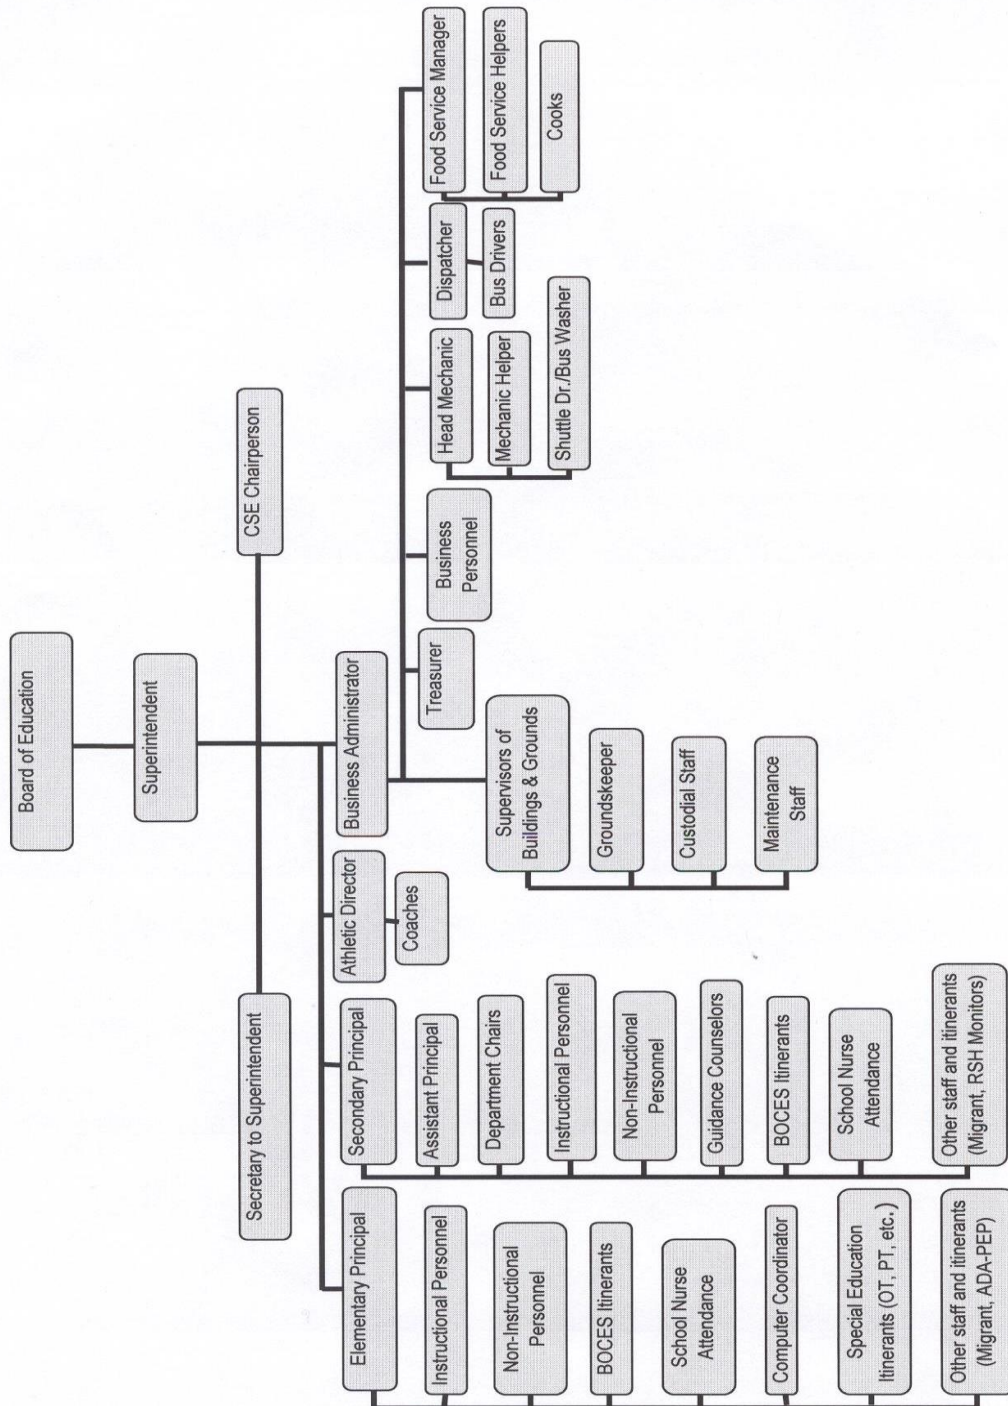 Board of Education
Superintendent
Secretary to Superintendent
CSE Chairperson
Elementary Principal
Instructional Personnel
Non-Instructional
Personnel
BOCES Itinerants
School Nurse
Attendance
Computer Coordinator
Special Education
Itinerants (OT, PT, etc.)
Other staff and itinerants
(Migrant, ADA-PEP)
Secondary Principal
Assistant Principal
Department Chairs
Instructional Personnel
Non-Instructional
Personnel
Guidance Counselors
BOCES Itinerants
School Nurse
Attendance
Other staff and itinerants
(Migrant, RSH Monitors)
Athletic Director
Coaches
Business Administrator
Supervisors of
Buildings & Grounds
Groundskeeper
Custodial Staff
Maintenance
Staff
Treasurer
Business
Personnel
Head Mechanic
Mechanic Helper
Shuttle Dr./Bus Washer
Dispatcher
Bus Drivers
Food Service Manager
Food Service Helpers
Cooks